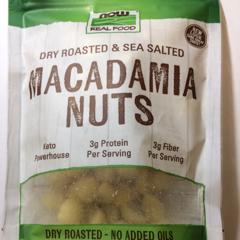 now
REAL FOOD
DRY ROASTED & SEA SALTED
MACADAMIA
NUTS
Keto
Powerhouse
3g Protein
Per Serving
3g Fiber
Per Serving
DRY ROASTED - NO ADDED OILS